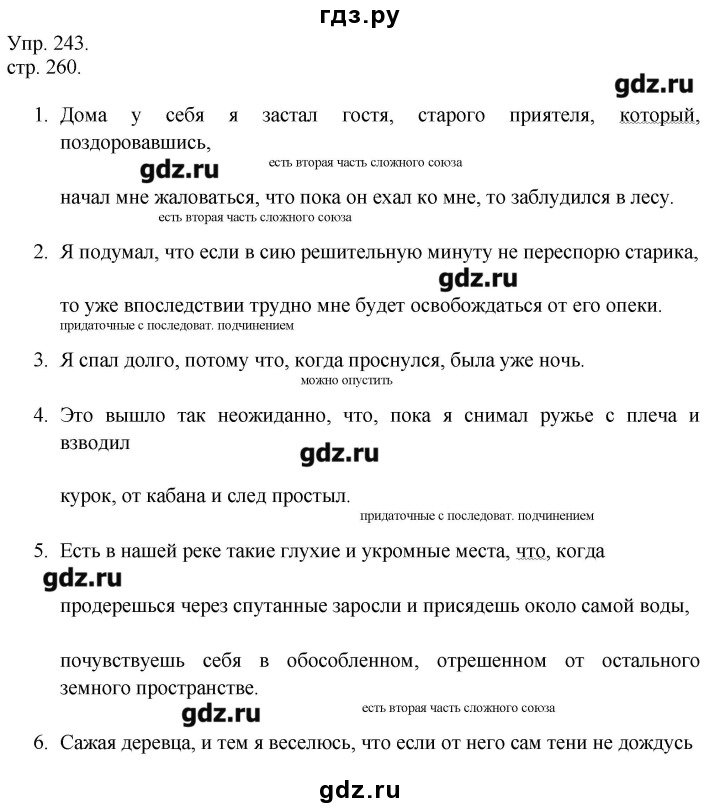 гдз.ру
Упр. 243.
стр. 260.
gdz.ru
1. Дома у себя я застал гостя, старого приятеля, который,
поздоровавшись,
gdz.ru
есть вторая часть сложного союза
начал мне жаловаться, что пока он ехал ко мне, то заблудился в лесу.
есть вторая часть сложного союза
2. Я подумал, что если в сию решительную минуту не переспорю старика,
gdz.ru
то уже впоследствии трудно мне будет освобождаться от его опеки.
придаточные с последоват. подчинением
3. Я спал долго, потому что, когда проснулся, была уже ночь.
можно опустить
4. Это вышло так неожиданно, что, пока я снимал ружье с плеча и
взводил
gdz.ru
курок, от кабана и след простыл.
придаточные с последоват. подчинением
5. Есть в нашей реке такие глухие и укромные места, что, когда
gdz.ru
продерешься через спутанные заросли и присядешь около самой воды,
почувствуешь себя в обособленном, отрешенном от остального
земного пространстве.
gdz.ru
есть вторая часть сложного союза
6. Сажая деревца, и тем я веселюсь, что если от него сам тени не дождусь
gdz.ru